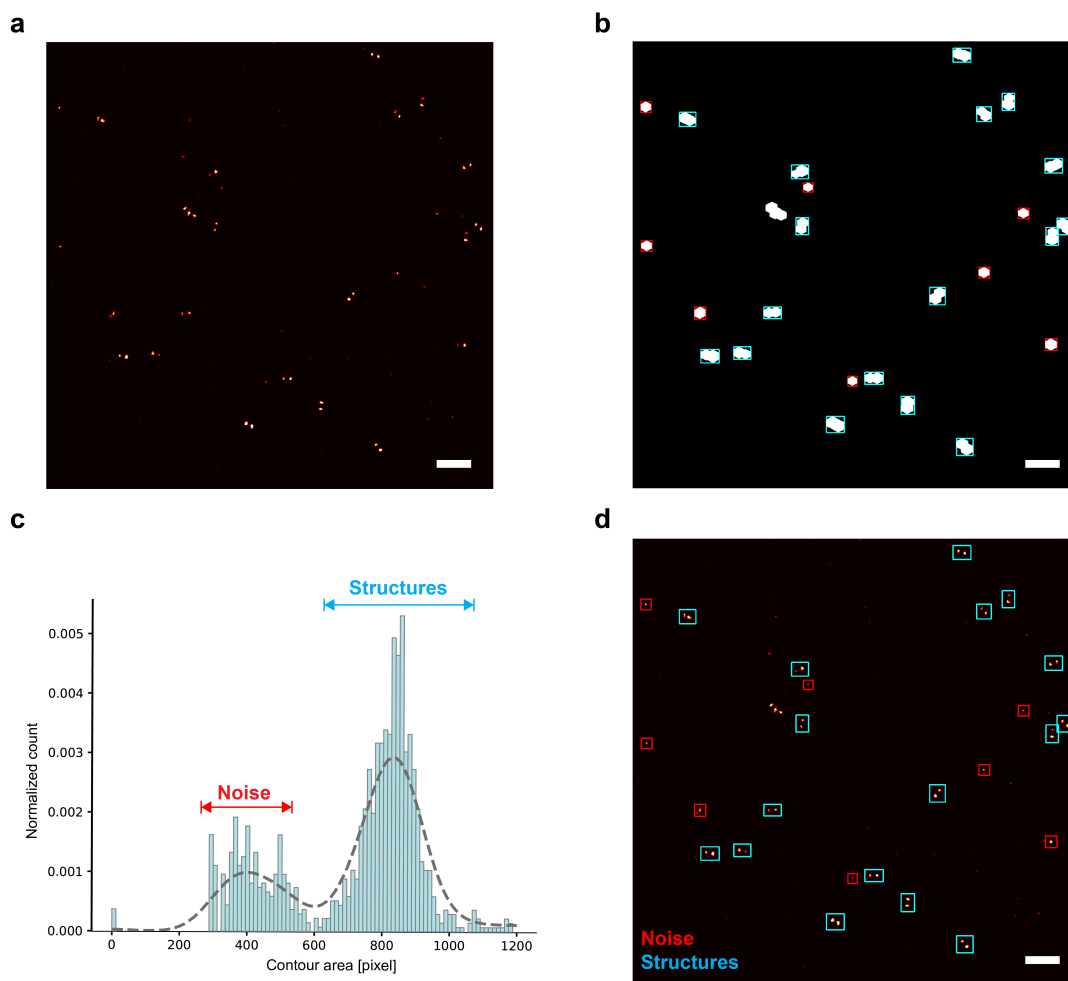 a
b
c
d
Structures
Noise
0.005
0.004
0.003
0.002
0.001
0.000
Normalized count
0
200
400
600
800
1000
1200
Contour area [pixel]
Noise
Structures